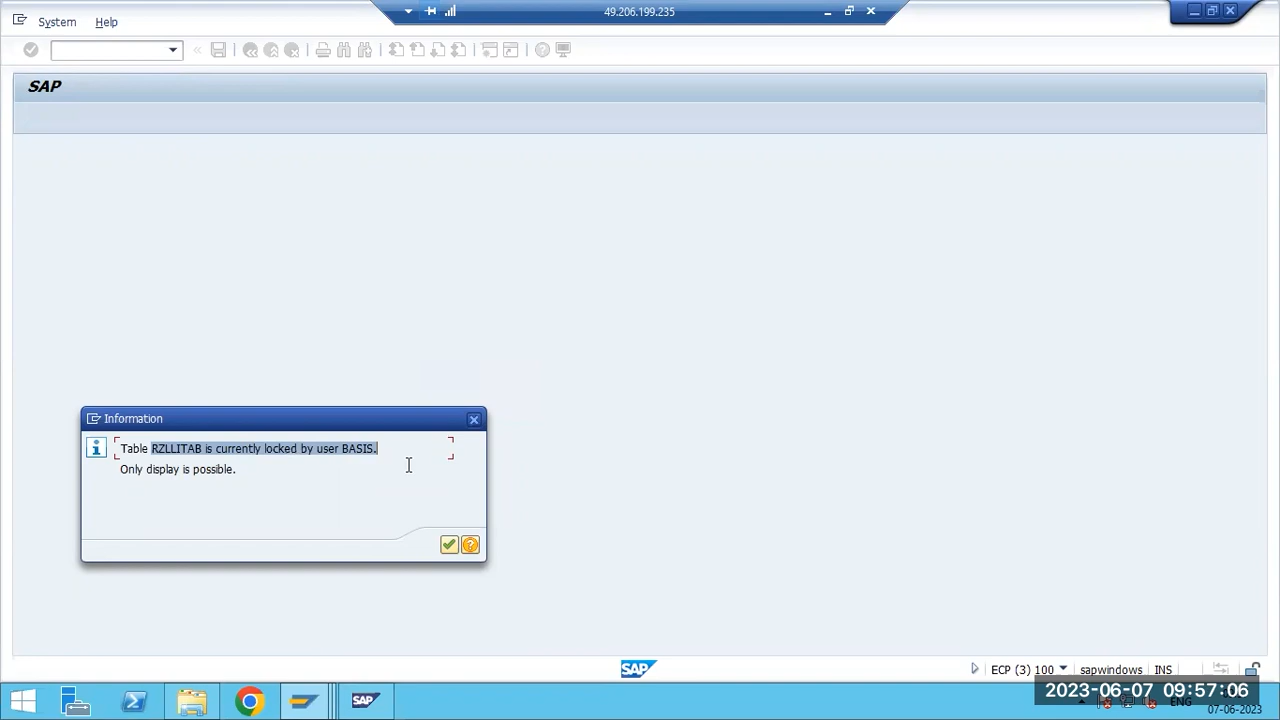 49.206.199.235
System Help
SAP
Information
Table RZLLITAB is currently locked by user BASIS.
Only display is possible.
SAP
ECP (3) 100 sapwindows INS
SAP
ENG
2023-06-07 09:57:06
07-06-2023